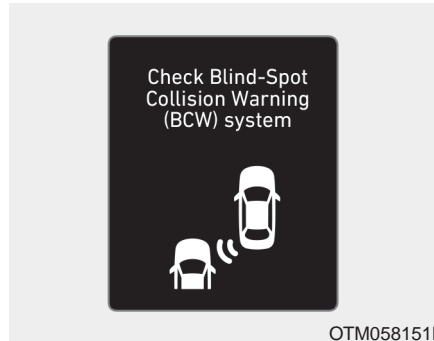 Check Blind-Spot
Collision Warning
(BCW) system
OTM058151